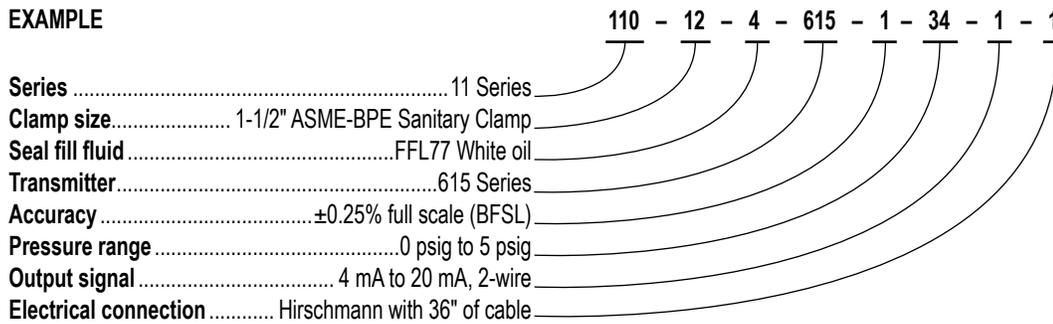 EXAMPLE 110 – 12 – 4 – 615 – 1 – 34 – 1 –
Series ........................................................................ 11 Series
Clamp size...................... 1-1/2" ASME-BPE Sanitary Clamp
Seal fill fluid ..................................................FFL77 White oil
Transmitter............................................................615 Series
Accuracy ........................................±0.25% full scale (BFSL)
Pressure range ..............................................0 psig to 5 psig
Output signal .................................... 4 mA to 20 mA, 2-wire
Electrical connection ............ Hirschmann with 36" of cable